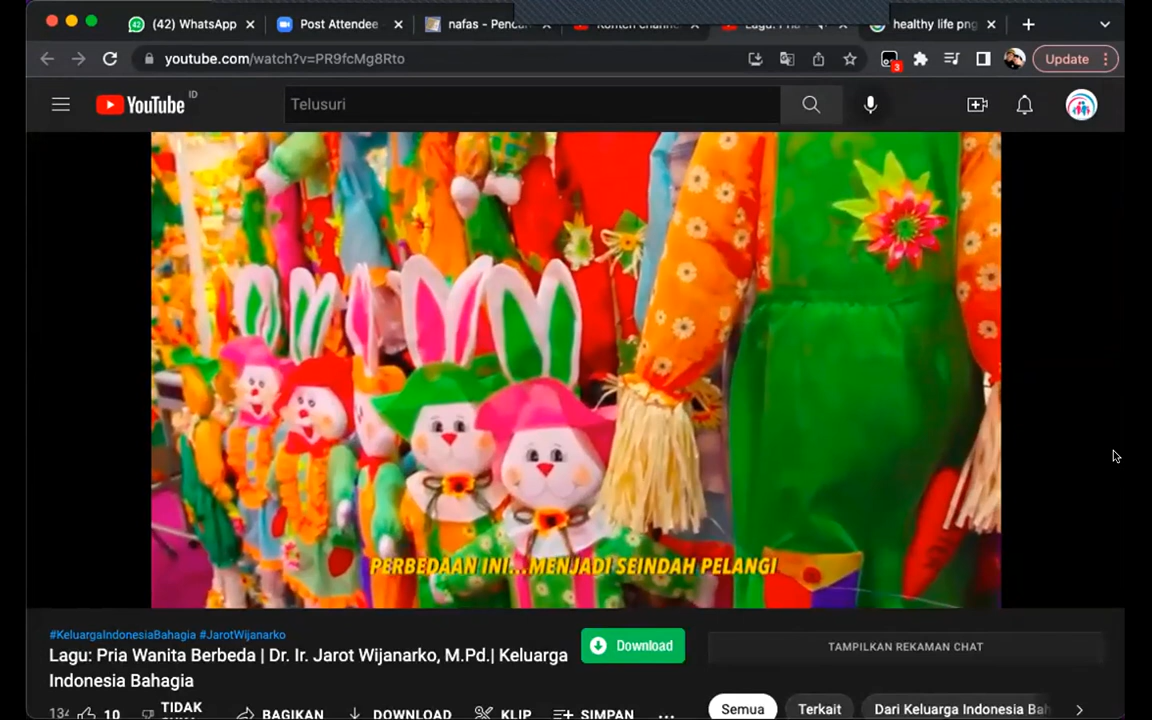 (42) WhatsApp
Post Attendee
healthy life png
youtube.com/watch?v=PR9fcMg8Rto
3
Update
YouTube
ID
Telusuri
PERBEDAAN INI...MENJADI SEINDAH PELANGI
#KeluargaIndonesiaBahagia #JarotWijanarko
Lagu: Pria Wanita Berbeda | Dr. Ir. Jarot Wijanarko, M.Pd.| Keluarga
Indonesia Bahagia
Download
TAMPILKAN REKAMAN CHAT
10
TIDAK
BAGIKAN
DOWNLOAD
KLIP
SIMPAN
Semua
Terkait
Dari Keluarga Indonesia Bah